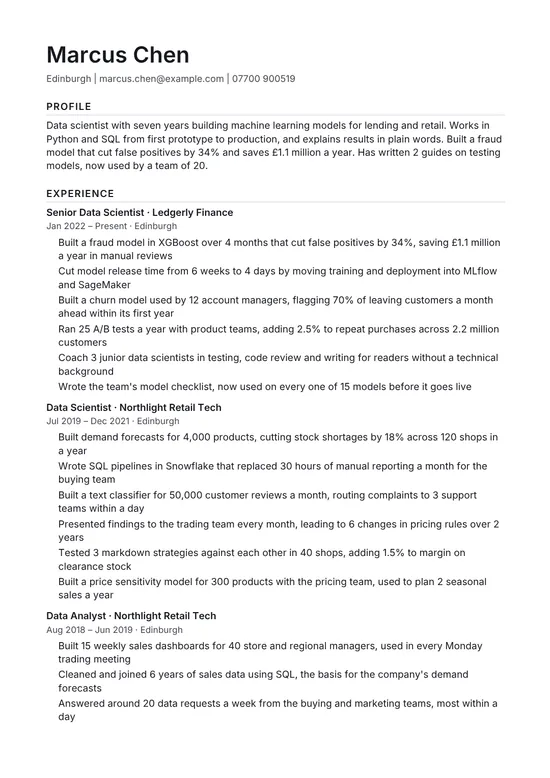 Marcus Chen
Edinburgh | marcus.chen@example.com | 07700 900519
PROFILE
Data scientist with seven years building machine learning models for lending and retail. Works in
Python and SQL from first prototype to production, and explains results in plain words. Built a fraud
model that cut false positives by 34% and saves £1.1 million a year. Has written 2 guides on testing
models, now used by a team of 20.
EXPERIENCE
Senior Data Scientist · Ledgerly Finance
Jan 2022 – Present · Edinburgh
Built a fraud model in XGBoost over 4 months that cut false positives by 34%, saving £1.1 million
a year in manual reviews
Cut model release time from 6 weeks to 4 days by moving training and deployment into MLflow
and SageMaker
Built a churn model used by 12 account managers, flagging 70% of leaving customers a month
ahead within its first year
Ran 25 A/B tests a year with product teams, adding 2.5% to repeat purchases across 2.2 million
customers
Coach 3 junior data scientists in testing, code review and writing for readers without a technical
background
Wrote the team's model checklist, now used on every one of 15 models before it goes live
Data Scientist · Northlight Retail Tech
Jul 2019 – Dec 2021 · Edinburgh
Built demand forecasts for 4,000 products, cutting stock shortages by 18% across 120 shops in
a year
Wrote SQL pipelines in Snowflake that replaced 30 hours of manual reporting a month for the
buying team
Built a text classifier for 50,000 customer reviews a month, routing complaints to 3 support
teams within a day
Presented findings to the trading team every month, leading to 6 changes in pricing rules over 2
years
Tested 3 markdown strategies against each other in 40 shops, adding 1.5% to margin on
clearance stock
Built a price sensitivity model for 300 products with the pricing team, used to plan 2 seasonal
sales a year
Data Analyst · Northlight Retail Tech
Aug 2018 – Jun 2019 · Edinburgh
Built 15 weekly sales dashboards for 40 store and regional managers, used in every Monday
trading meeting
Cleaned and joined 6 years of sales data using SQL, the basis for the company's demand
forecasts
Answered around 20 data requests a week from the buying and marketing teams, most within a
day